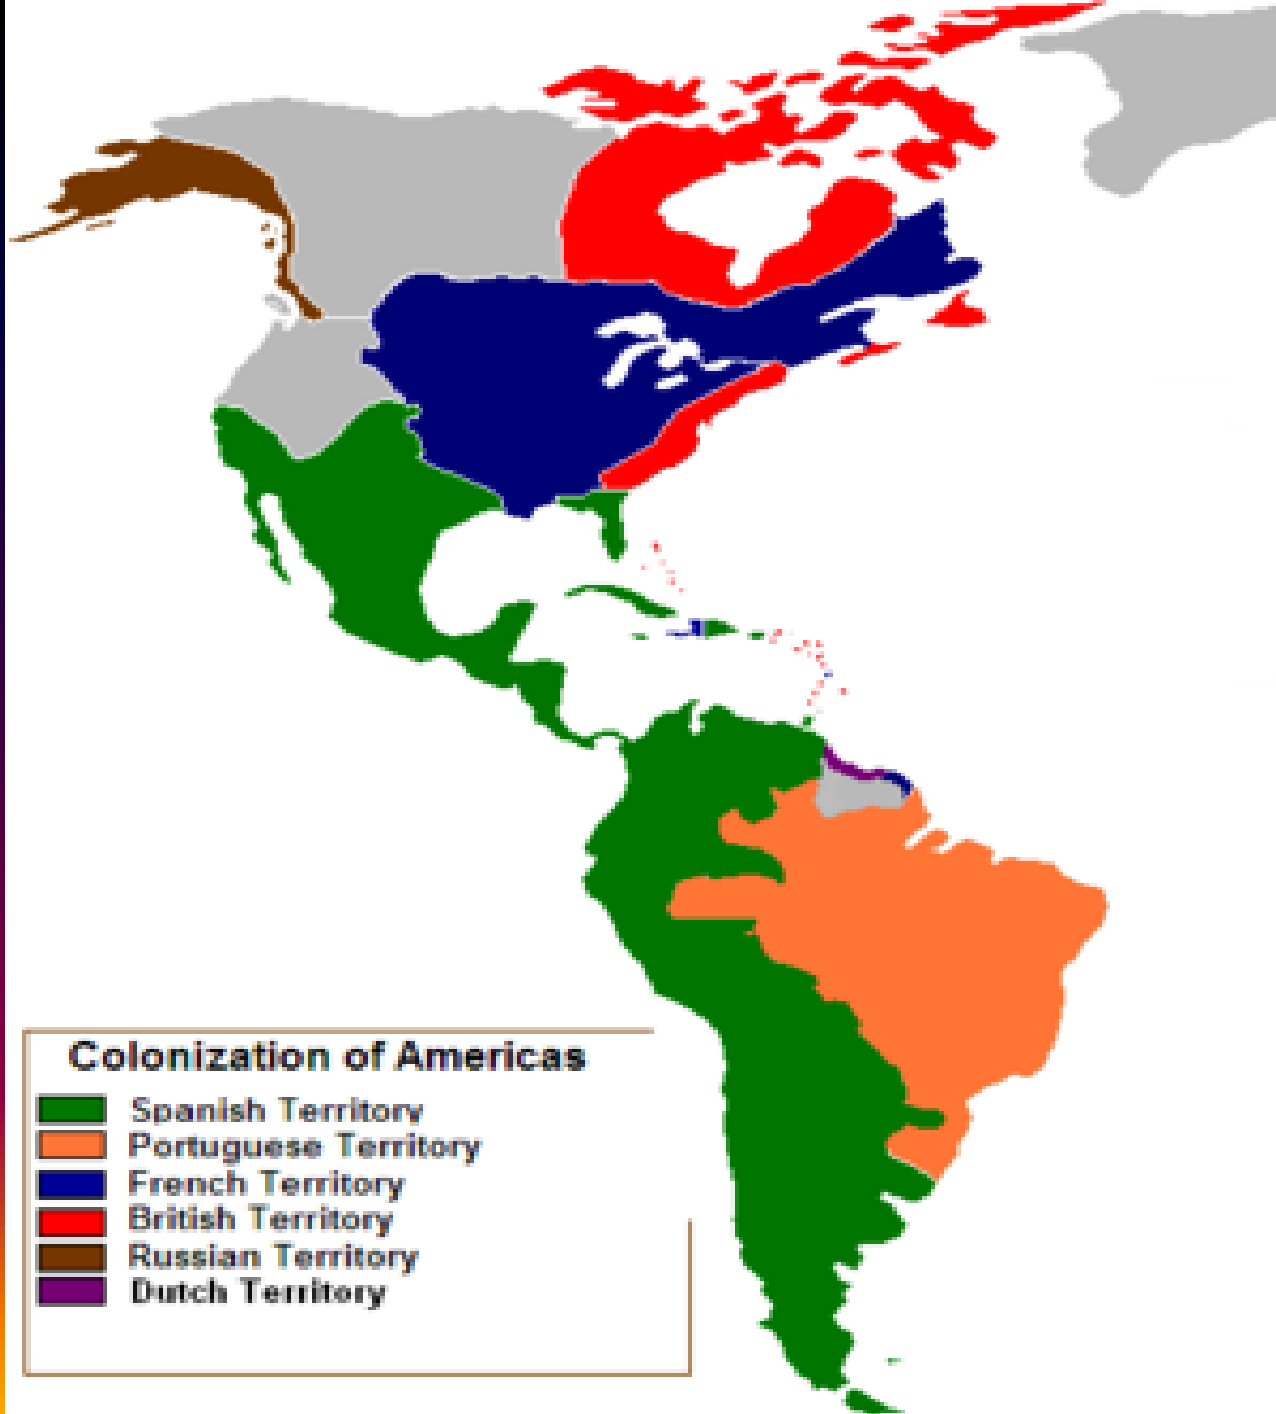 Colonization of Americas
Spanish Territory
Portuguese Territory
French Territory
British Territory
Russian Territory
Dutch Territory